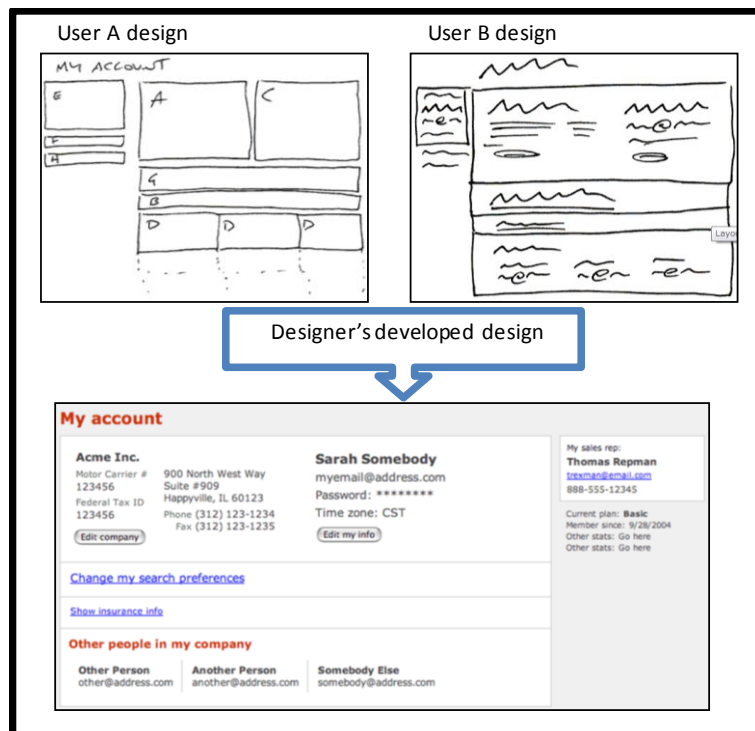 User A design
User B design
MY ACCOUNT
E
A
C
F
H
G
B
D D D
Layo
Designer's developed design
My account
Acme Inc.
Motor Carrier #
123456
Federal Tax ID
123456
Edit company
900 North West Way
Suite #909
Happyville, IL 60123
Phone (312) 123-1234
Fax (312) 123-1235
Sarah Somebody
myemail@address.com
Password: ********
Time zone: CST
Edit my info
My sales rep:
Thomas Repman
trexman@email.com
888-555-12345
Current plan: Basic
Member since: 9/28/2004
Other stats: Go here
Other stats: Go here
Change my search preferences
Show insurance info
Other people in my company
Other Person
other@address.com
Another Person
another@address.com
Somebody Else
somebody@address.com